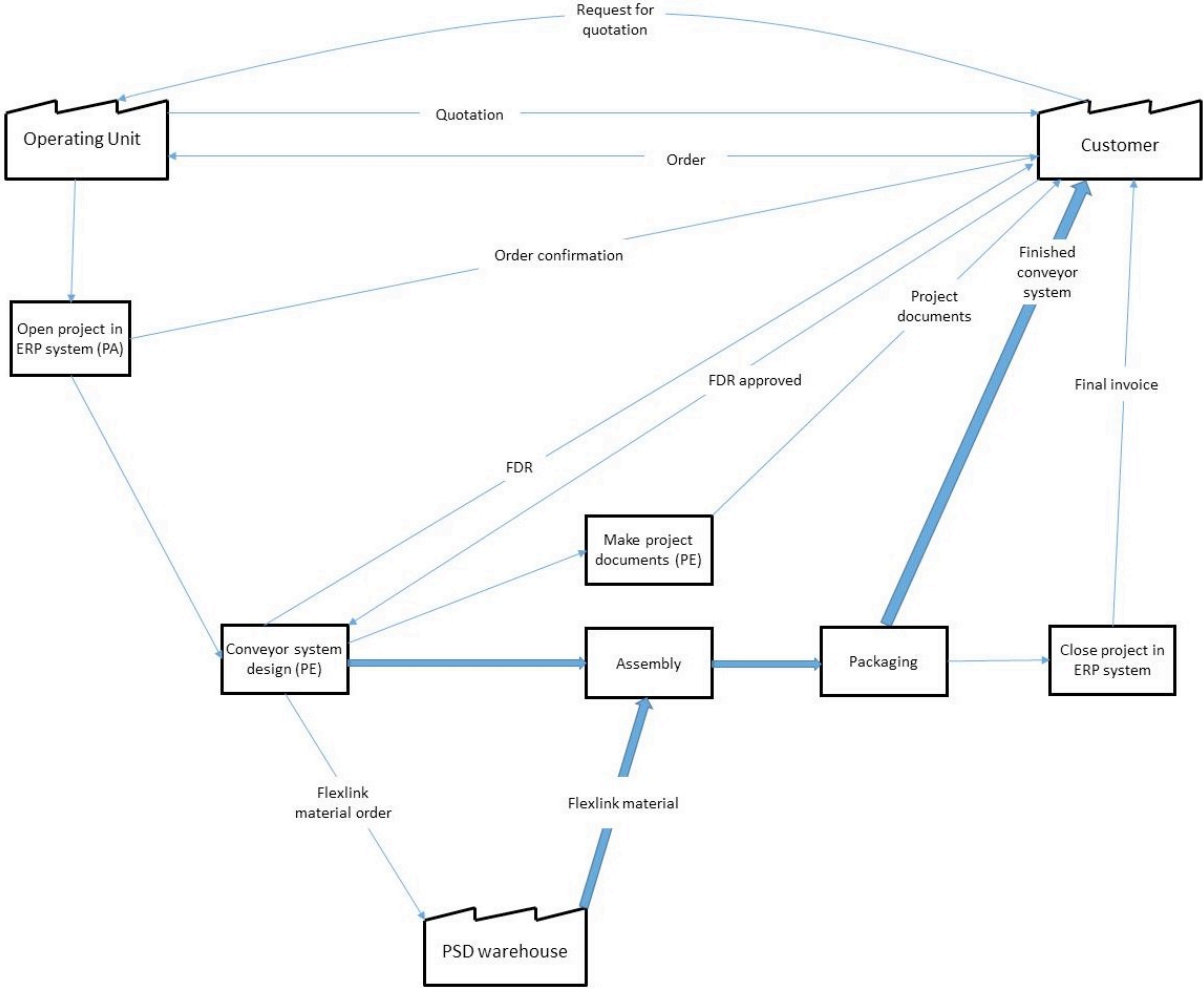 Request for
quotation
Operating Unit
Quotation
Customer
Order
Order confirmation
Finished
conveyor
system
Project
documents
Open project in
ERP system (PA)
FDR approved
Final invoice
FDR
Make project
documents (PE)
Conveyor system
design (PE)
Assembly
Packaging
Close project in
ERP system
Flexlink
material order
Flexlink material
PSD warehouse